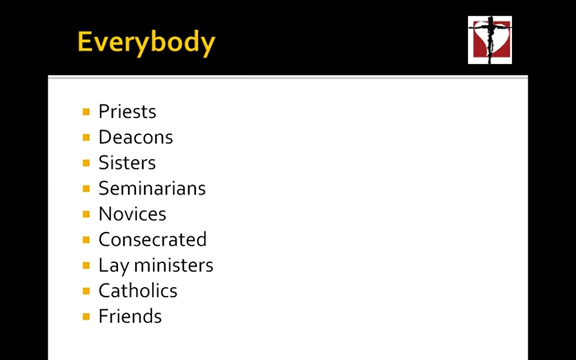 Everybody
Priests
Deacons
Sisters
Seminarians
Novices
Consecrated
Lay ministers
Catholics
Friends